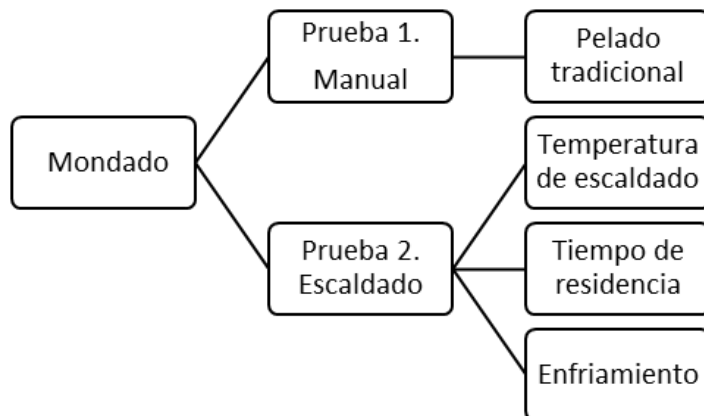 Mondado
Prueba 1.
Manual
Pelado
tradicional
Prueba 2.
Escaldado
Temperatura
de escaldado
Tiempo de
residencia
Enfriamiento